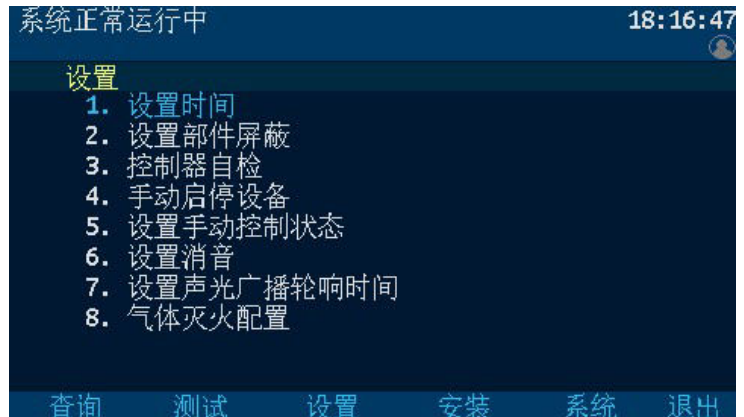 系统正常运行中 18:16:47
设置
1. 设置时间
2. 设置部件屏蔽
3. 控制器自检
4. 手动启停设备
5. 设置手动控制状态
6. 设置消音
7. 设置声光广播轮响时间
8. 气体灭火配置
查询 测试 设置 安装 系统 退出